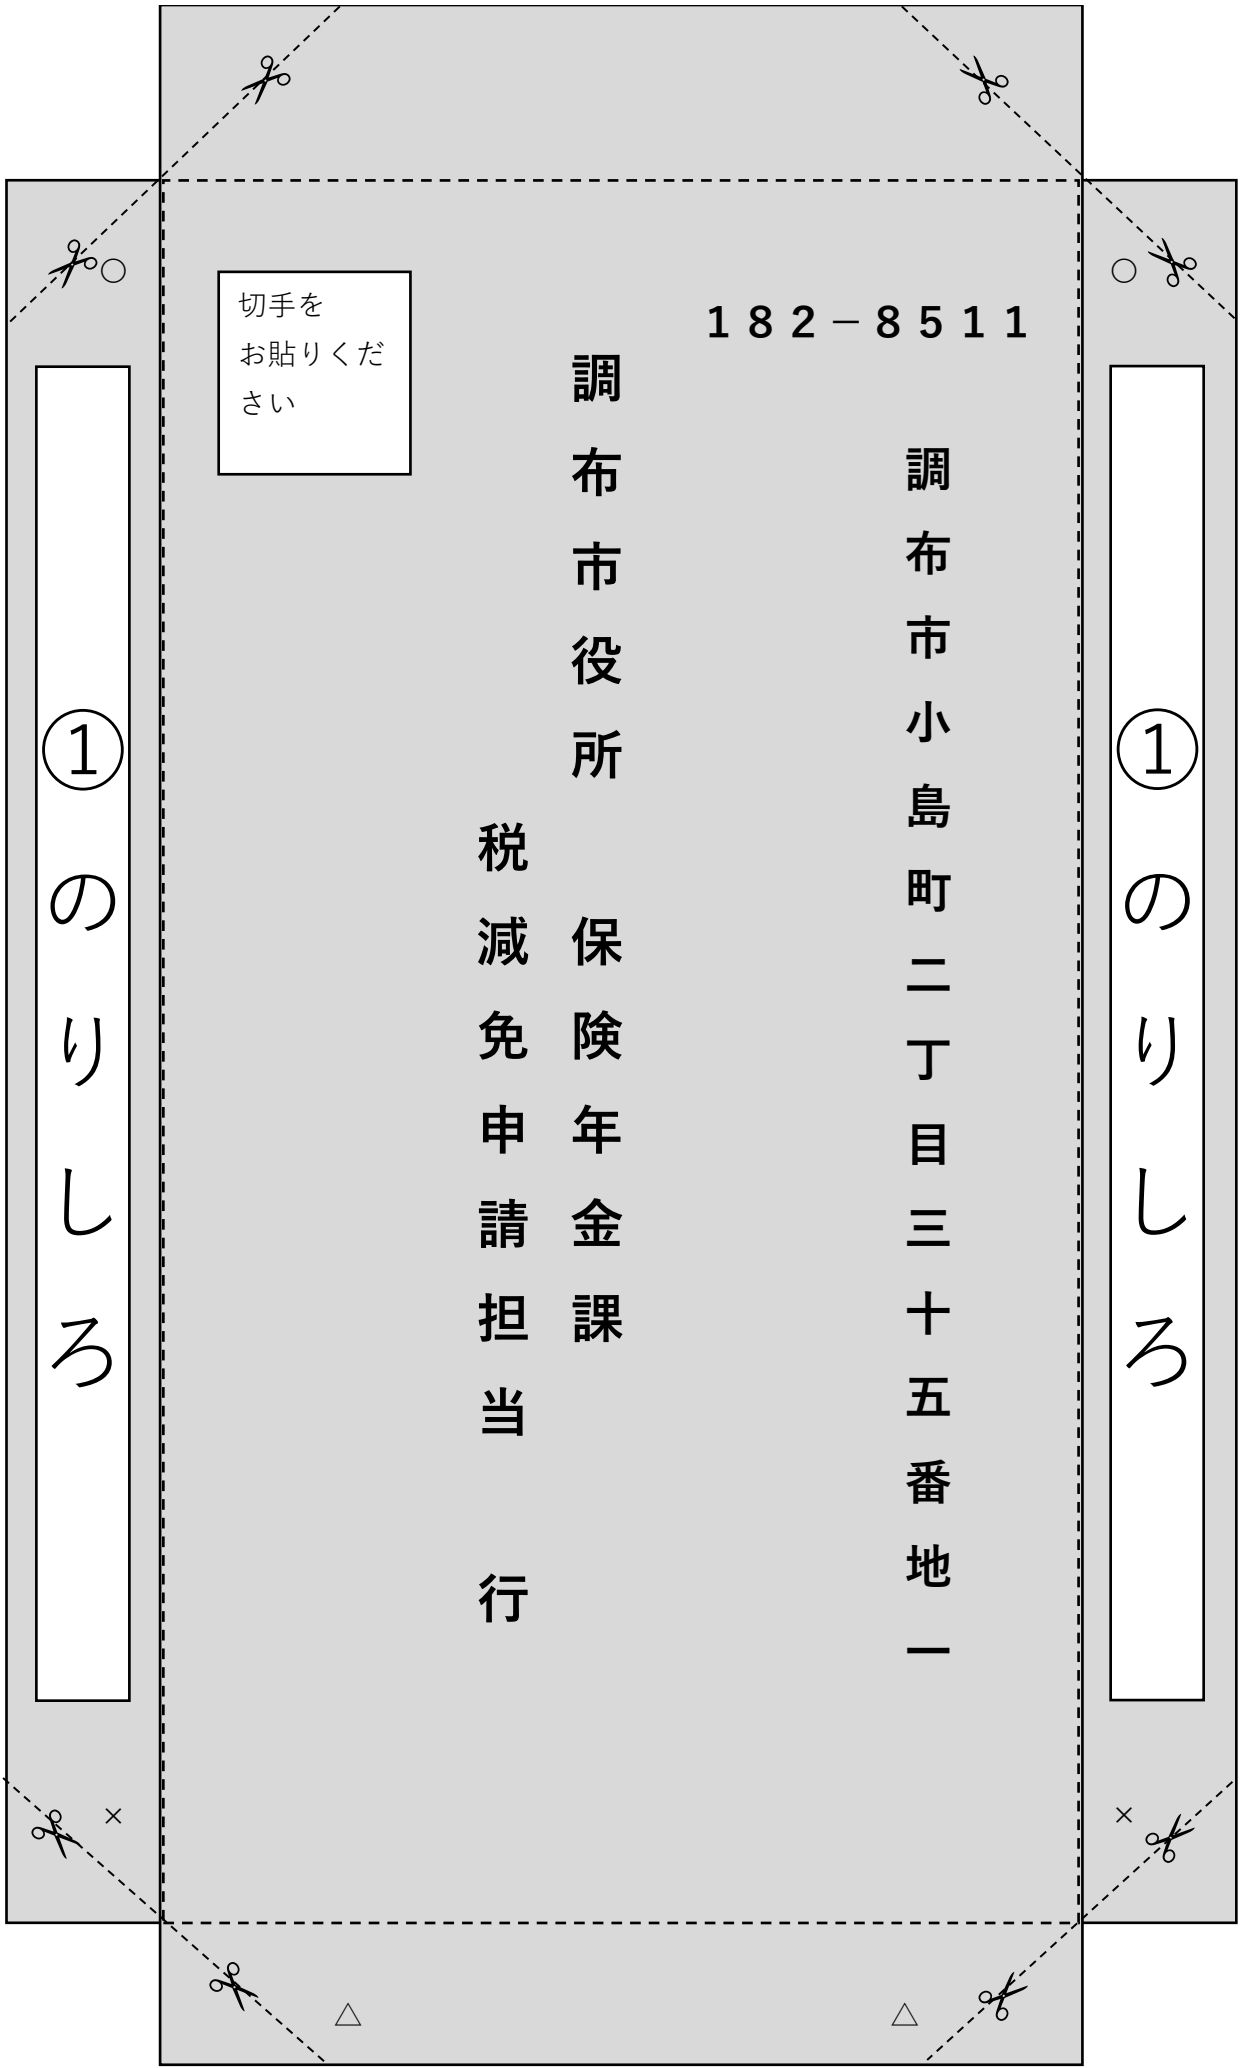 182－8511
調布市小島町二丁目三十五番地一
調布市役所　保険年金課
税減免申請担当　行
切手を
お貼りくだ
さい
①のりしろ
①のりしろ
○
○
×
×
△
△